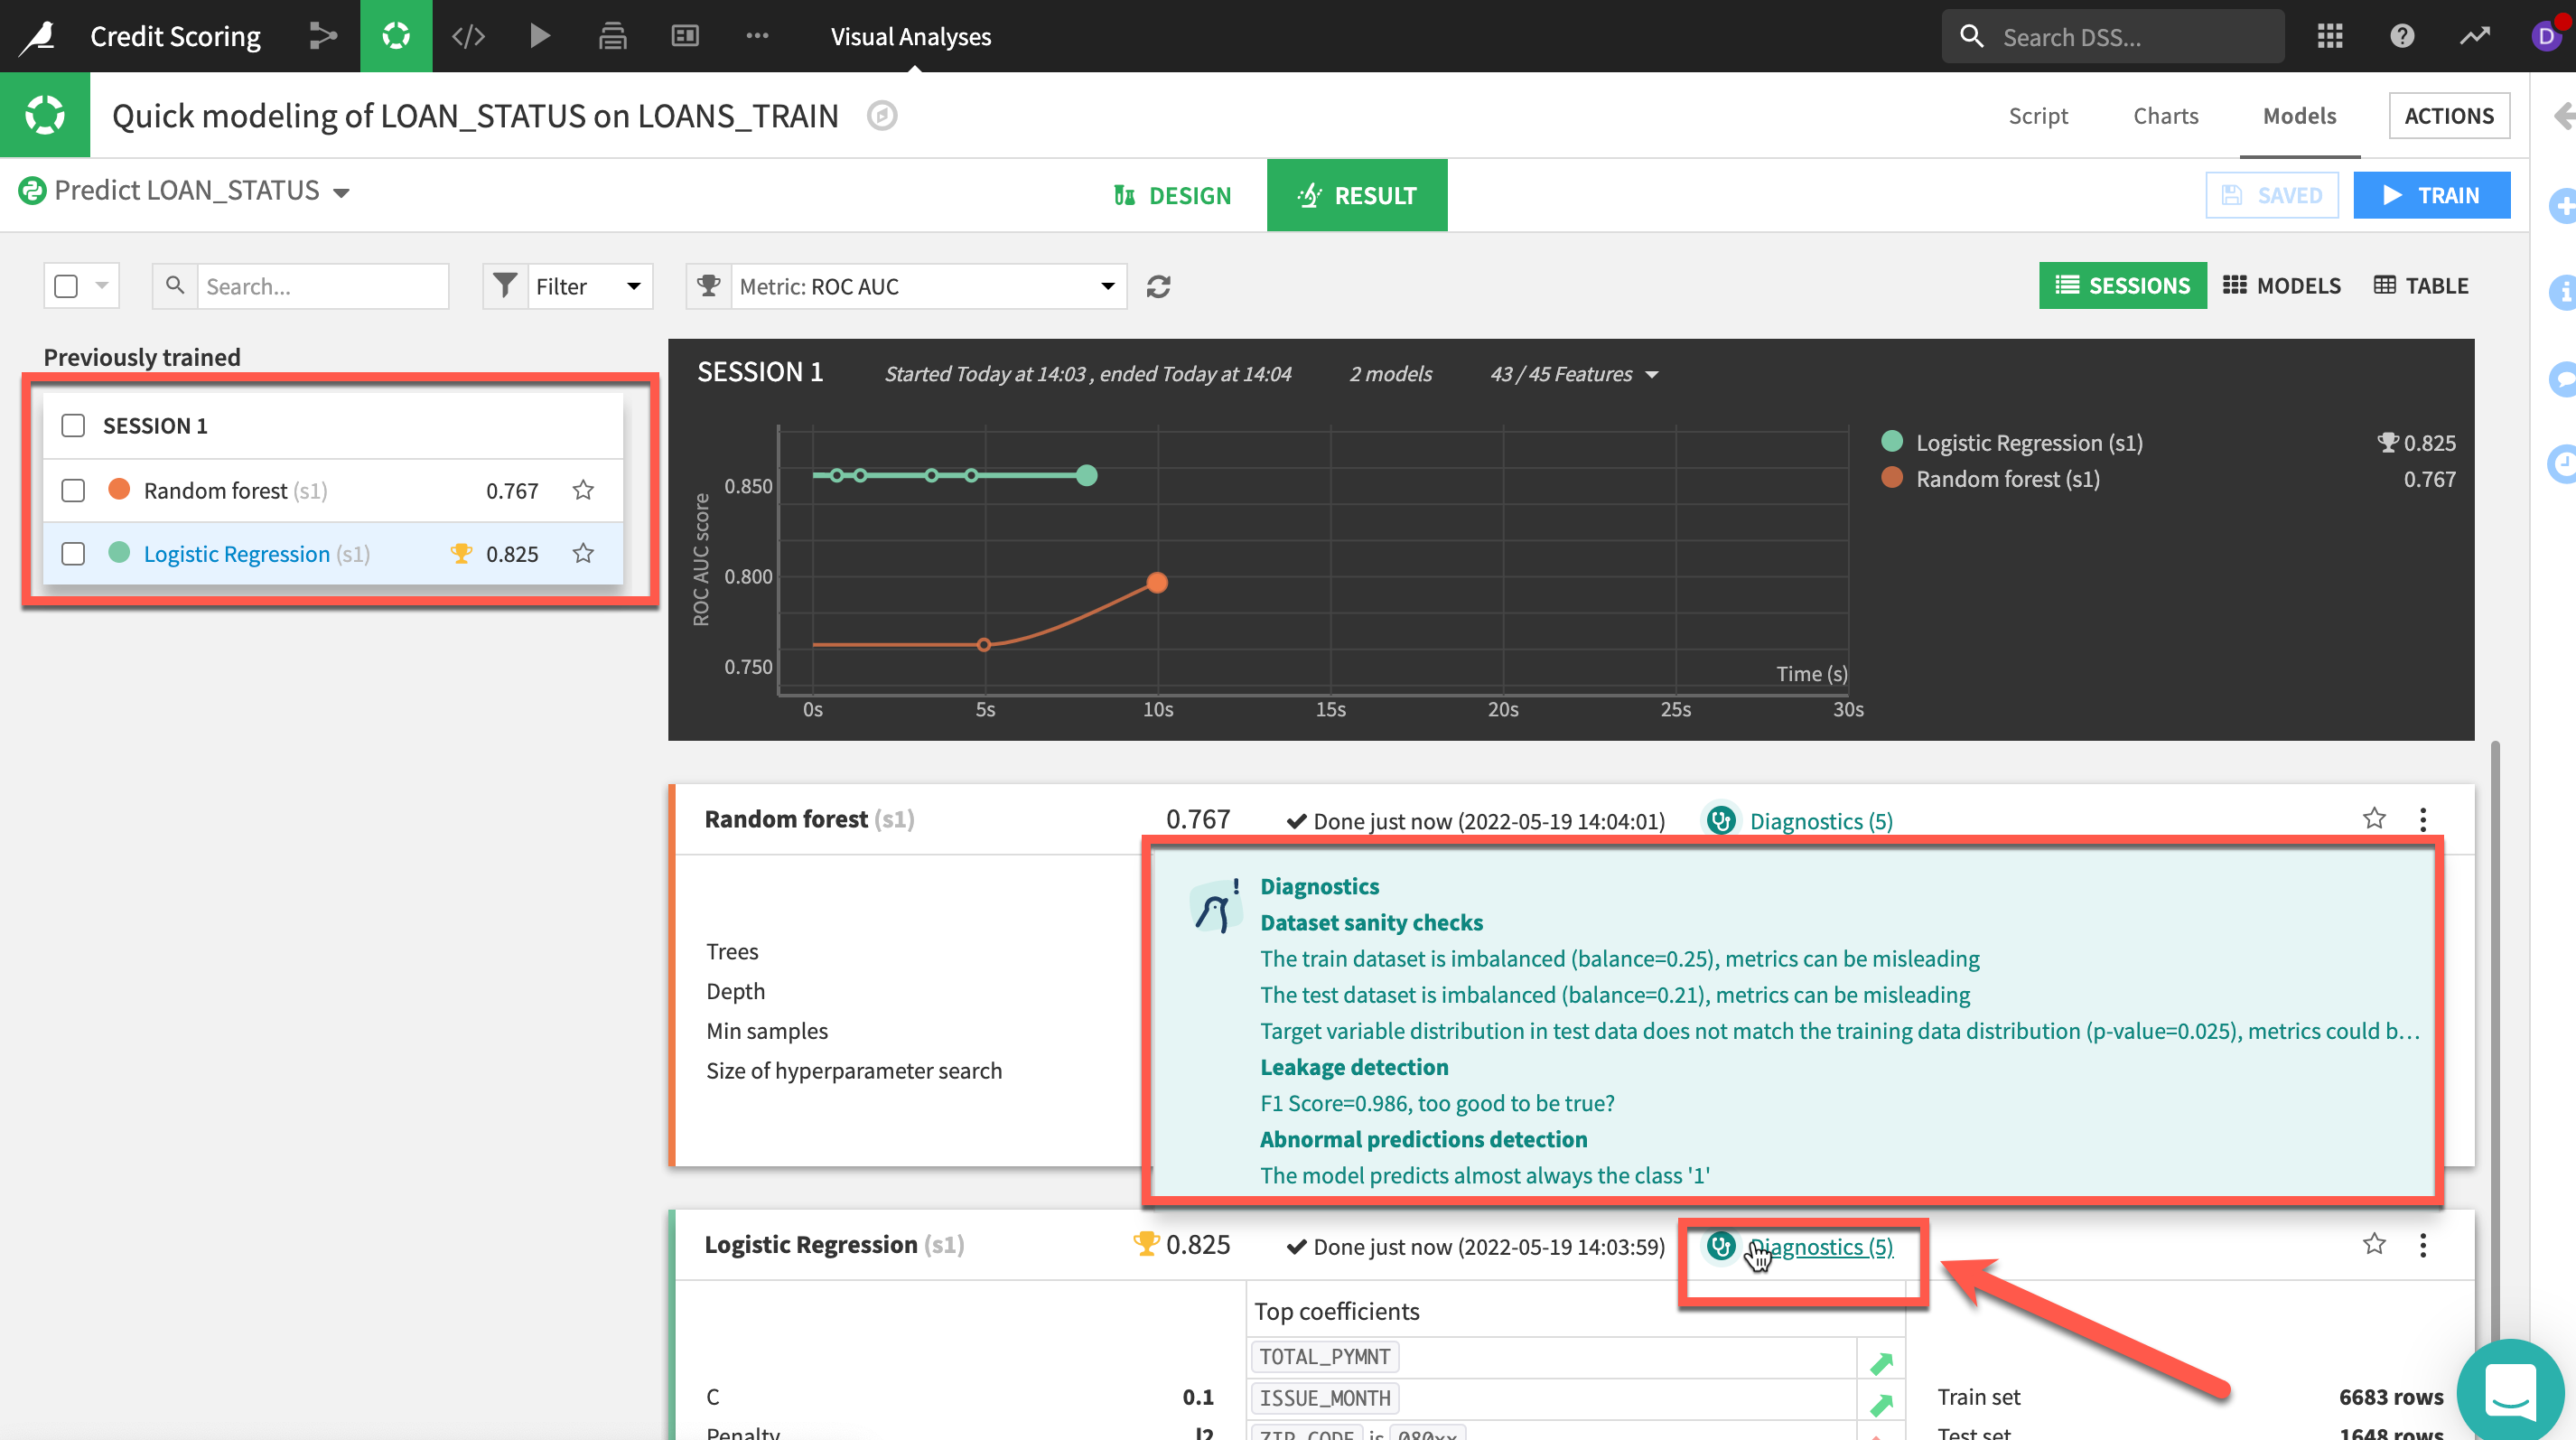 Credit Scoring
Visual Analyses
Search DSS...
D
Quick modeling of LOAN_STATUS on LOANS_TRAIN
Script
Charts
Models
ACTIONS
Predict LOAN_STATUS
DESIGN
RESULT
SAVED
TRAIN
Search...
Filter
Metric: ROC AUC
SESSIONS
MODELS
TABLE
Previously trained
SESSION 1
Random forest (s1) 0.767
Logistic Regression (s1) 0.825
SESSION 1
Started Today at 14:03 , ended Today at 14:04
2 models
43 / 45 Features
ROC AUC score
0.850
0.800
0.750
Time (s)
0s 5s 10s 15s 20s 25s 30s
Logistic Regression (s1) 0.825
Random forest (s1) 0.767
Random forest (s1) 0.767 Done just now (2022-05-19 14:04:01) Diagnostics (5)
Trees
Depth
Min samples
Size of hyperparameter search
Diagnostics
Dataset sanity checks
The train dataset is imbalanced (balance=0.25), metrics can be misleading
The test dataset is imbalanced (balance=0.21), metrics can be misleading
Target variable distribution in test data does not match the training data distribution (p-value=0.025), metrics could b...
Leakage detection
F1 Score=0.986, too good to be true?
Abnormal predictions detection
The model predicts almost always the class '1'
Logistic Regression (s1) 0.825 Done just now (2022-05-19 14:03:59) Diagnostics (5)
C 0.1
Penalty l2
Top coefficients
TOTAL_PYMNT
ISSUE_MONTH
ZIP_CODE is 080xx
Train set 6683 rows
Test set 1648 rows